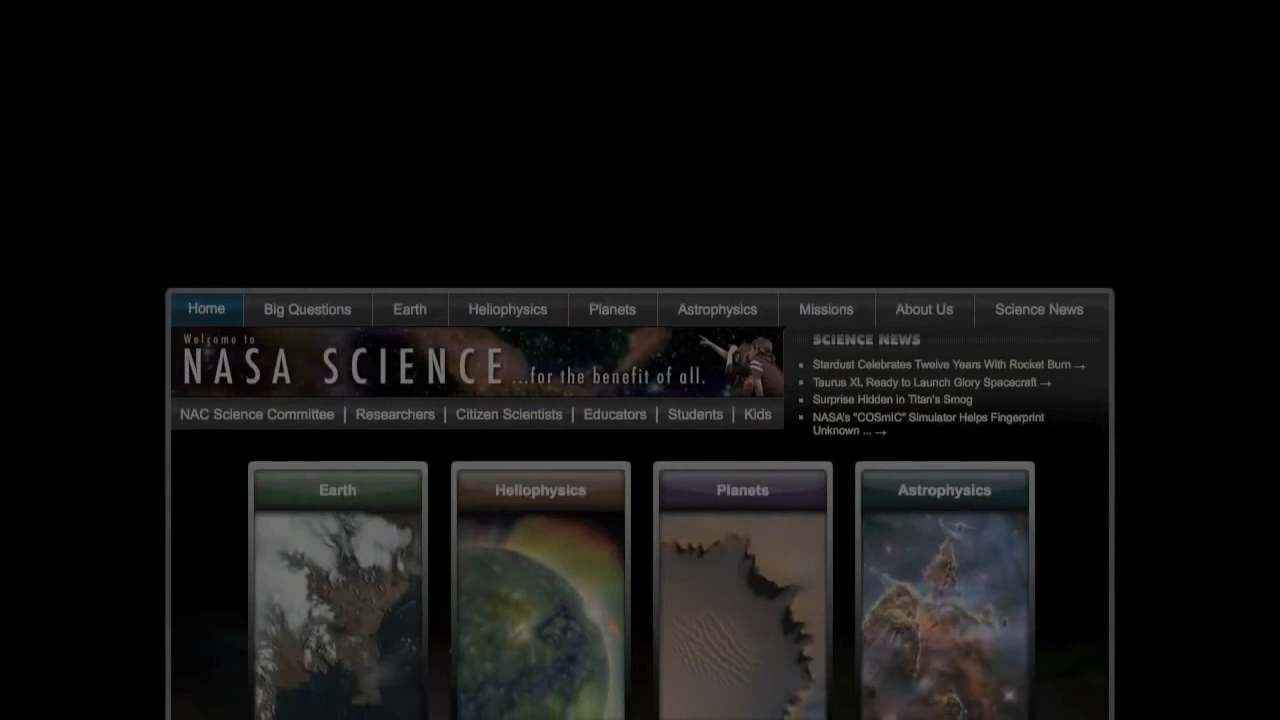 Home Big Questions Earth Heliophysics Planets Astrophysics Missions About Us Science News
Welcome to
NASA SCIENCE ...for the benefit of all.
NAC Science Committee | Researchers | Citizen Scientists | Educators | Students | Kids
SCIENCE NEWS
Stardust Celebrates Twelve Years With Rocket Burn →
Taurus XL Ready to Launch Glory Spacecraft →
Surprise Hidden in Titan's Smog
NASA's "COSmIC" Simulator Helps Fingerprint
Unknown ... →
Earth Heliophysics Planets Astrophysics